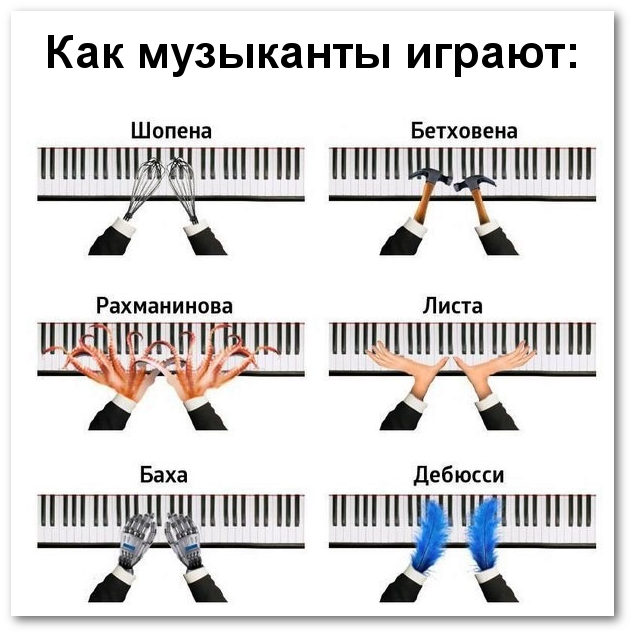 Как музыканты играют:
Шопена
Бетховена
Рахманинова
Листа
Баха
Дебюсси